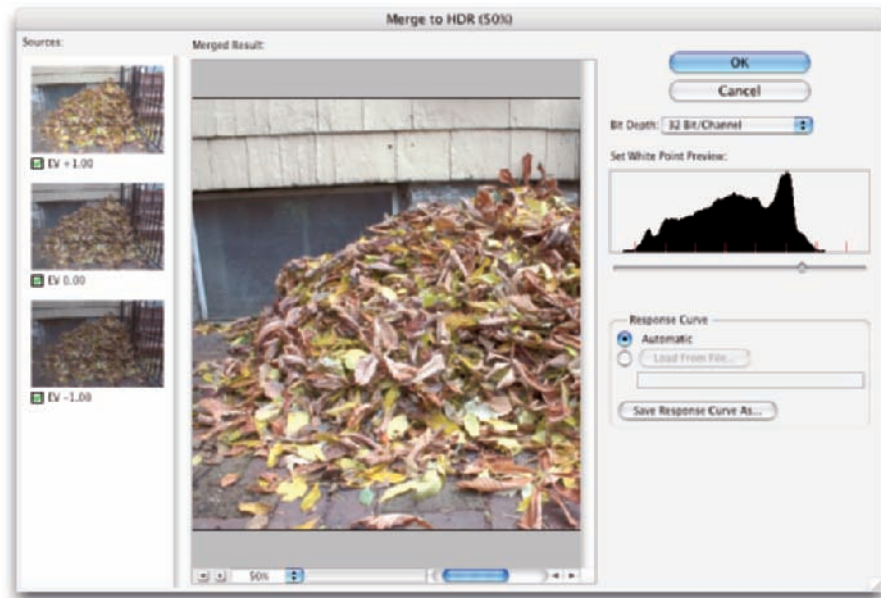 Merge to HDR (50%)
Sources:
EV +1.00
EV 0.00
EV -1.00
Merged Result:
50%
OK
Cancel
Bit Depth: 32 Bit/Channel
Set White Point Preview:
Response Curve
Automatic
Load From File...
Save Response Curve As...